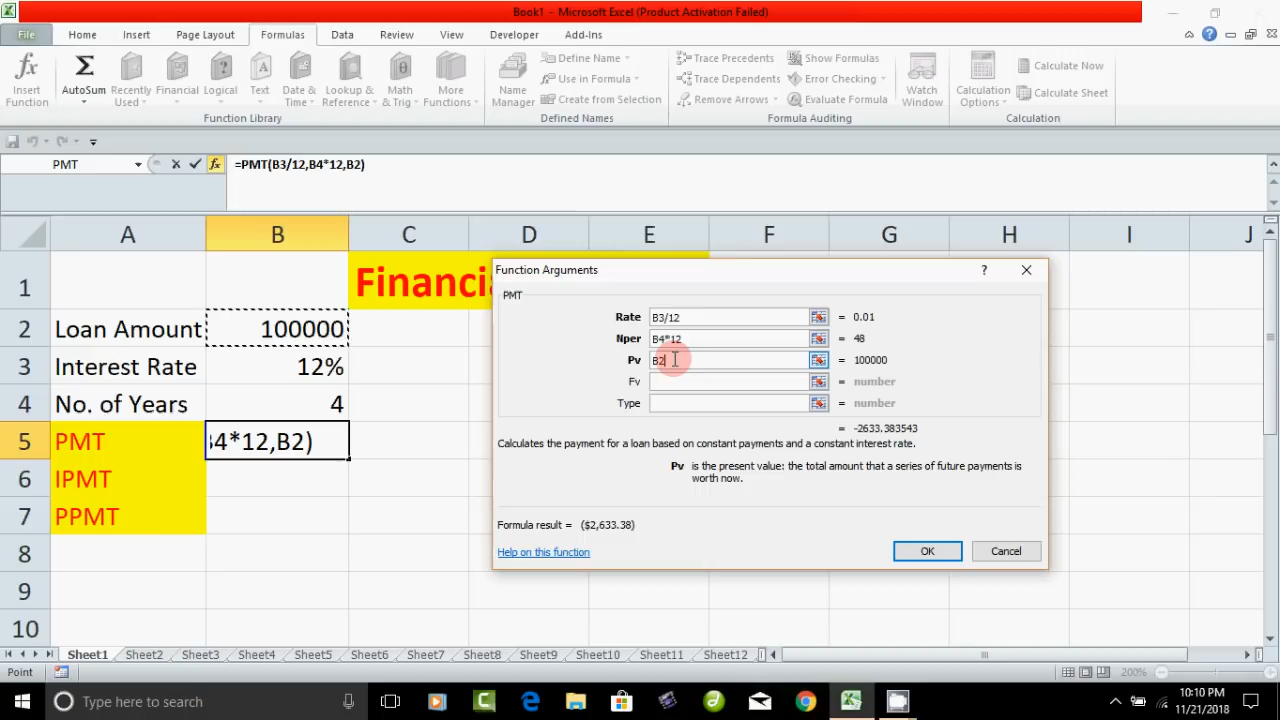 Book1 - Microsoft Excel (Product Activation Failed)
File Home Insert Page Layout Formulas Data Review View Developer Add-Ins
fx Insert Function
Σ AutoSum
Recently Used
Financial
Logical
Text
Date & Time
Lookup & Reference
Math & Trig
More Functions
Function Library
Name Manager
Define Name
Use in Formula
Create from Selection
Defined Names
Trace Precedents
Trace Dependents
Remove Arrows
Show Formulas
Error Checking
Evaluate Formula
Formula Auditing
Watch Window
Calculation Options
Calculate Now
Calculate Sheet
Calculation
PMT fx =PMT(B3/12,B4*12,B2)
A B C D E F G H I J
1 Financi
2 Loan Amount 100000
3 Interest Rate 12%
4 No. of Years 4
5 PMT 34*12,B2)
6 IPMT
7 PPMT
8
9
10
Function Arguments ?
PMT
Rate B3/12 = 0.01
Nper B4*12 = 48
Pv B2 = 100000
Fv = number
Type = number
= -2633.383543
Calculates the payment for a loan based on constant payments and a constant interest rate.
Pv is the present value: the total amount that a series of future payments is
worth now.
Formula result = ($2,633.38)
Help on this function OK Cancel
Sheet1 Sheet2 Sheet3 Sheet4 Sheet5 Sheet6 Sheet7 Sheet8 Sheet9 Sheet10 Sheet11 Sheet12
Point 200%
Type here to search
10:10 PM
11/21/2018